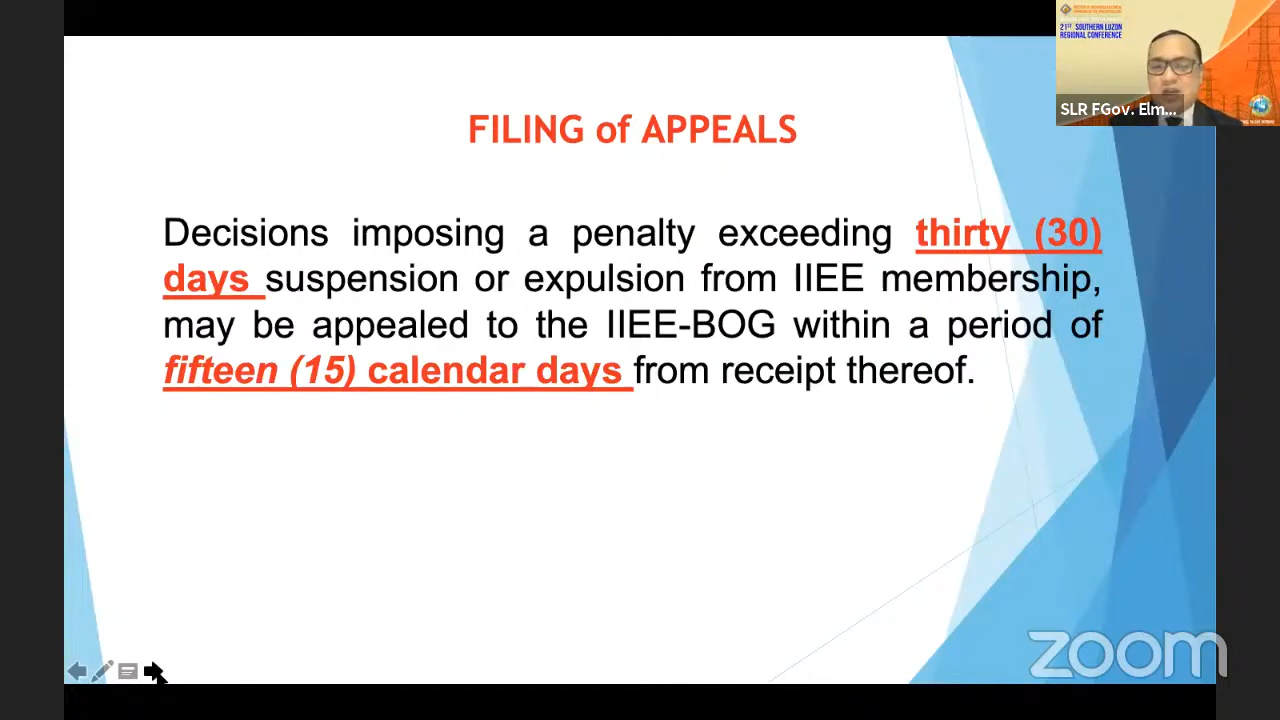 21ST SOUTHERN LUZON
REGIONAL CONFERENCE
SLR FGov. Elm...
FILING of APPEALS
Decisions imposing a penalty exceeding thirty (30)
days suspension or expulsion from IIEE membership,
may be appealed to the IIEE-BOG within a period of
fifteen (15) calendar days from receipt thereof.
zoom